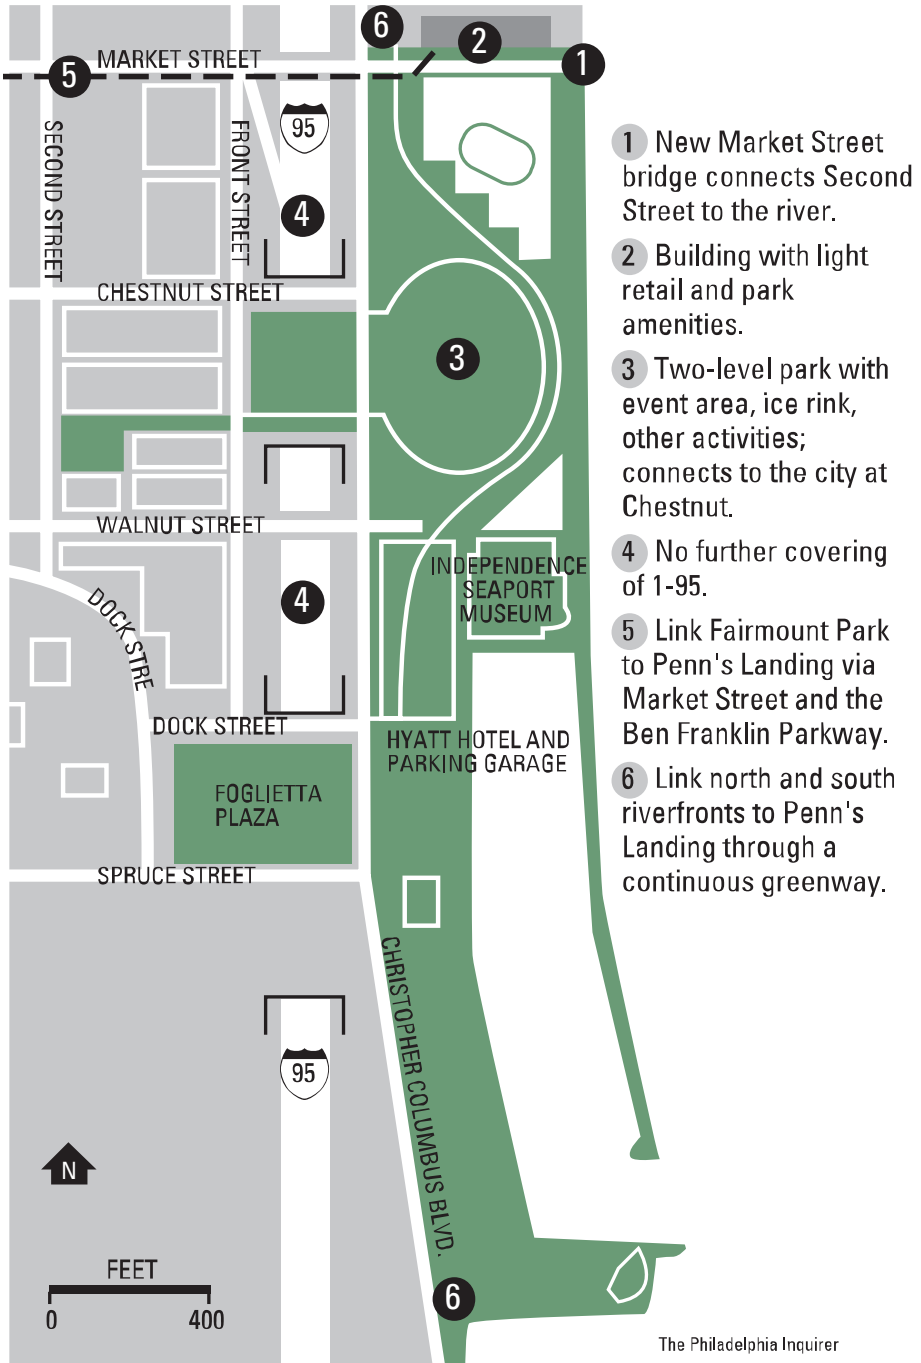 6
2
1
MARKET STREET
5
95
SECOND STREET
FRONT STREET
4
CHESTNUT STREET
3
WALNUT STREET
INDEPENDENCE
SEAPORT
MUSEUM
4
DOCK STRE
DOCK STREET
HYATT HOTEL AND
PARKING GARAGE
FOGLIETTA
PLAZA
SPRUCE STREET
CHRISTOPHER COLUMBUS BLVD.
95
N
FEET
0 400
6
1 New Market Street
bridge connects Second
Street to the river.
2 Building with light
retail and park
amenities.
3 Two-level park with
event area, ice rink,
other activities;
connects to the city at
Chestnut.
4 No further covering
of 1-95.
5 Link Fairmount Park
to Penn's Landing via
Market Street and the
Ben Franklin Parkway.
6 Link north and south
riverfronts to Penn's
Landing through a
continuous greenway.
The Philadelphia Inquirer